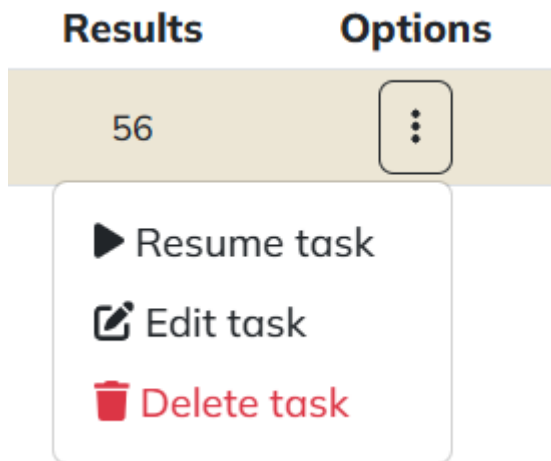 Results Options
56
Resume task
Edit task
Delete task